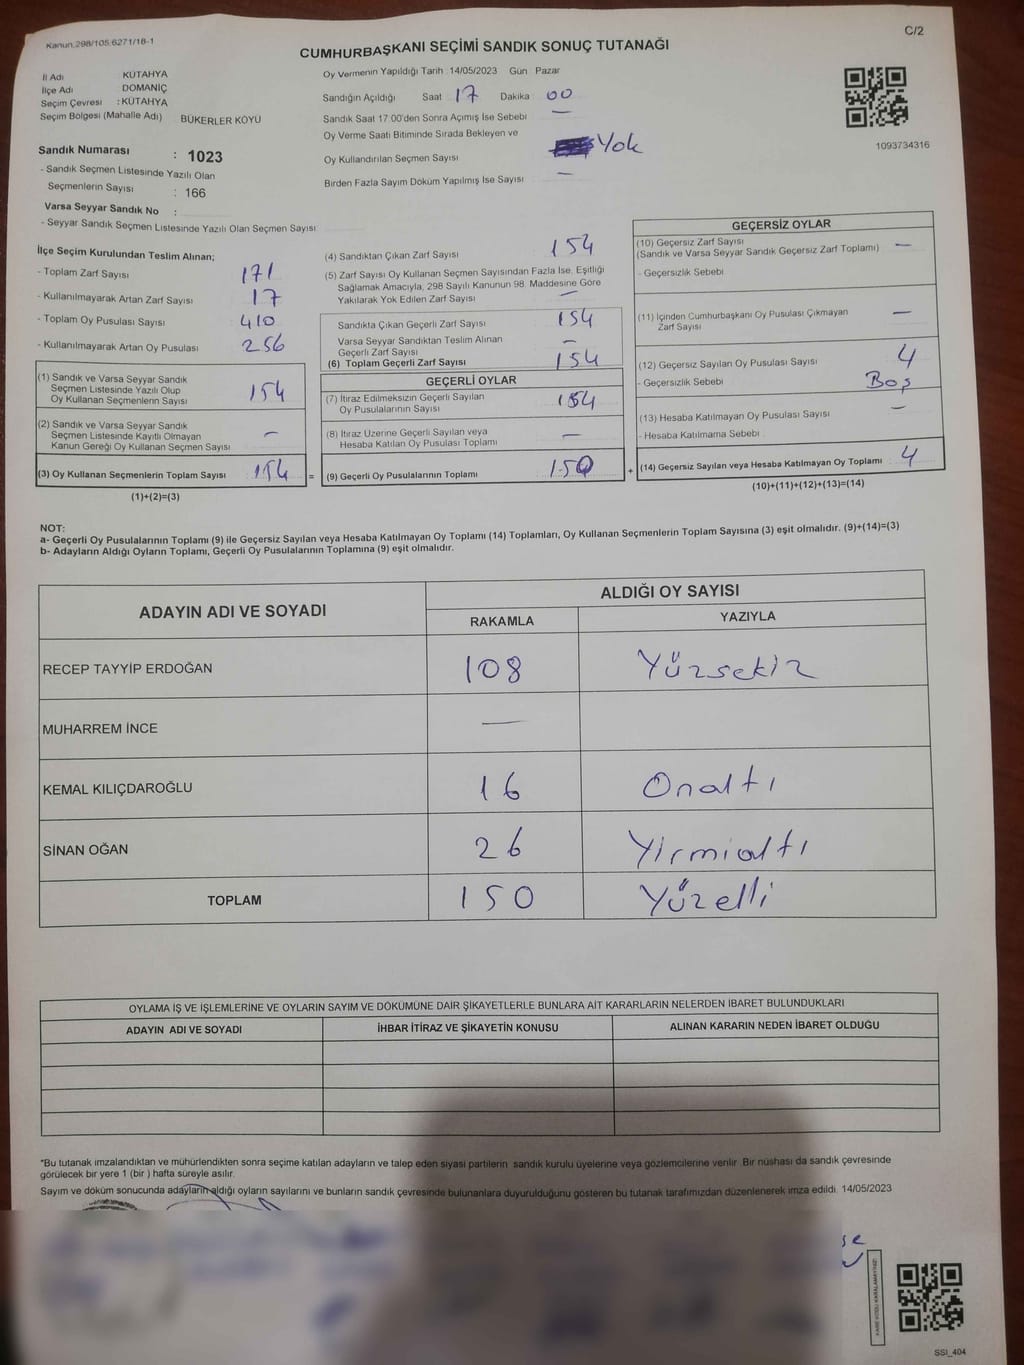 Kanun.298/105.6271/18-1
C/2
CUMHURBAŞKANI SEÇİMİ SANDIK SONUÇ TUTANAĞI
İl Adı KÜTAHYA
İlçe Adı DOMANİÇ
Seçim Çevresi : KÜTAHYA
Seçim Bölgesi (Mahalle Adı) BÜKERLER KÖYÜ
Sandık Numarası : 1023
- Sandık Seçmen Listesinde Yazılı Olan
Seçmenlerin Sayısı : 166
Varsa Seyyar Sandık No :
- Seyyar Sandık Seçmen Listesinde Yazılı Olan Seçmen Sayısı
Oy Vermenin Yapıldığı Tarih 14/05/2023 Gün Pazar
Sandığın Açıldığı Saat 17 Dakika 00
Sandık Saat 17:00'den Sonra Açımış İse Sebebi —
Oy Verme Saati Bitiminde Sırada Bekleyen ve
Oy Kullandırılan Seçmen Sayısı Yok
Birden Fazla Sayım Döküm Yapılmış İse Sayısı —
1093734316
İlçe Seçim Kurulundan Teslim Alınan;
- Toplam Zarf Sayısı 171
- Kullanılmayarak Artan Zarf Sayısı 17
- Toplam Oy Pusulası Sayısı 410
- Kullanılmayarak Artan Oy Pusulası 256
(1) Sandık ve Varsa Seyyar Sandık
Seçmen Listesinde Yazılı Olup
Oy Kullanan Seçmenlerin Sayısı 154
(2) Sandık ve Varsa Seyyar Sandık
Seçmen Listesinde Kayıtlı Olmayan
Kanun Gereği Oy Kullanan Seçmen Sayısı —
(3) Oy Kullanan Seçmenlerin Toplam Sayısı 154 =
(1)+(2)=(3)
(4) Sandıktan Çıkan Zarf Sayısı 154
(5) Zarf Sayısı Oy Kullanan Seçmen Sayısından Fazla İse, Eşitliği
Sağlamak Amacıyla, 298 Sayılı Kanunun 98. Maddesine Göre
Yakılarak Yok Edilen Zarf Sayısı —
Sandıkta Çıkan Geçerli Zarf Sayısı 154
Varsa Seyyar Sandıktan Teslim Alınan
Geçerli Zarf Sayısı —
(6) Toplam Geçerli Zarf Sayısı 154
GEÇERLİ OYLAR
(7) İtiraz Edilmeksizin Geçerli Sayılan
Oy Pusulalarının Sayısı 154
(8) İtiraz Üzerine Geçerli Sayılan veya
Hesaba Katılan Oy Pusulası Toplamı —
(9) Geçerli Oy Pusulalarının Toplamı 150 +
GEÇERSİZ OYLAR
(10) Geçersiz Zarf Sayısı —
(Sandık ve Varsa Seyyar Sandık Geçersiz Zarf Toplamı)
- Geçersizlik Sebebi
(11) İçinden Cumhurbaşkanı Oy Pusulası Çıkmayan —
Zarf Sayısı
(12) Geçersiz Sayılan Oy Pusulası Sayısı 4
- Geçersizlik Sebebi Boş
(13) Hesaba Katılmayan Oy Pusulası Sayısı —
- Hesaba Katılmama Sebebi
(14) Geçersiz Sayılan veya Hesaba Katılmayan Oy Toplamı 4
(10)+(11)+(12)+(13)=(14)
NOT:
a- Geçerli Oy Pusulalarının Toplamı (9) ile Geçersiz Sayılan veya Hesaba Katılmayan Oy Toplamı (14) Toplamları, Oy Kullanan Seçmenlerin Toplam Sayısına (3) eşit olmalıdır. (9)+(14)=(3)
b- Adayların Aldığı Oyların Toplamı, Geçerli Oy Pusulalarının Toplamına (9) eşit olmalıdır.
ADAYIN ADI VE SOYADI ALDIĞI OY SAYISI
RAKAMLA YAZIYLA
RECEP TAYYİP ERDOĞAN 108 Yüzsekiz
MUHARREM İNCE —
KEMAL KILIÇDAROĞLU 16 Onaltı
SİNAN OĞAN 26 Yirmialtı
TOPLAM 150 Yüzelli
OYLAMA İŞ VE İŞLEMLERİNE VE OYLARIN SAYIM VE DÖKÜMÜNE DAİR ŞİKAYETLERLE BUNLARA AİT KARARLARIN NELERDEN İBARET BULUNDUKLARI
ADAYIN ADI VE SOYADI İHBAR İTİRAZ VE ŞİKAYETİN KONUSU ALINAN KARARIN NEDEN İBARET OLDUĞU
*Bu tutanak imzalandıktan ve mühürlendikten sonra seçime katılan adayların ve talep eden siyasi partilerin sandık kurulu üyelerine veya gözlemcilerine verilir. Bir nüshası da sandık çevresinde
görülecek bir yere 1 (bir ) hafta süreyle asılır.
Sayım ve döküm sonucunda adayların aldığı oyların sayılarını ve bunların sandık çevresinde bulunanlara duyurulduğunu gösteren bu tutanak tarafımızdan düzenlenerek imza edildi. 14/05/2023
SSI_404